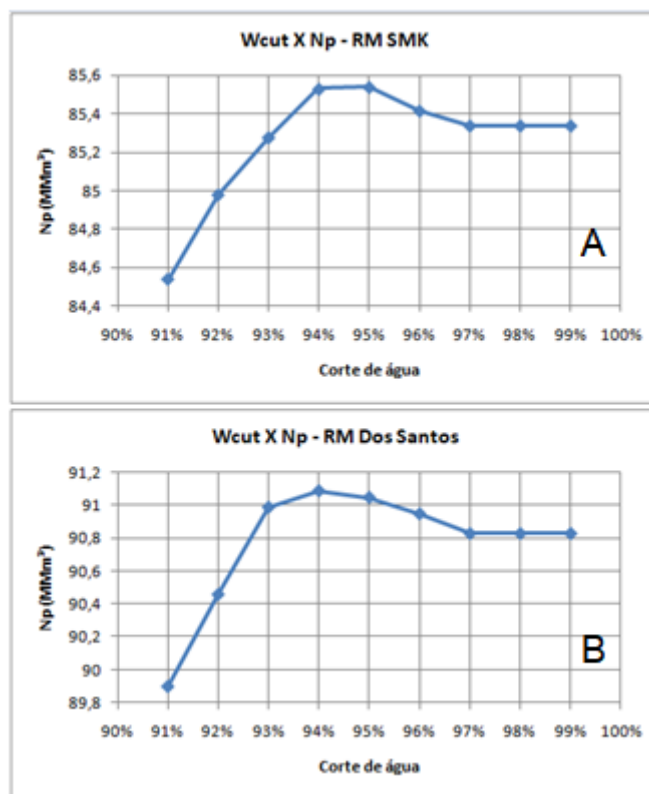 Wcut X Np - RM SMK
Np (MMm³)
85,6
85,4
85,2
85
84,8
84,6
84,4
90% 91% 92% 93% 94% 95% 96% 97% 98% 99% 100%
Corte de água
A
Wcut X Np - RM Dos Santos
Np (MMm³)
91,2
91
90,8
90,6
90,4
90,2
90
89,8
90% 91% 92% 93% 94% 95% 96% 97% 98% 99% 100%
Corte de água
B